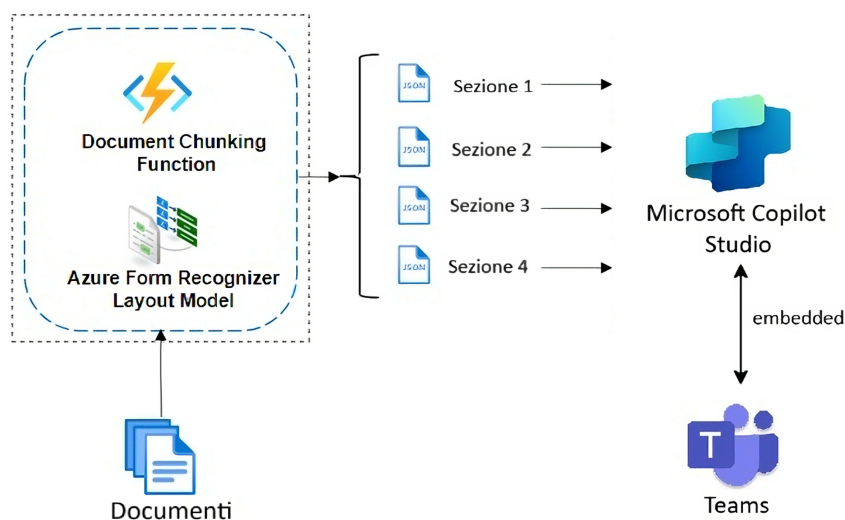 Document Chunking
Function
Azure Form Recognizer
Layout Model
Documenti
JSON
Sezione 1
JSON
Sezione 2
JSON
Sezione 3
JSON
Sezione 4
Microsoft Copilot
Studio
embedded
T
Teams